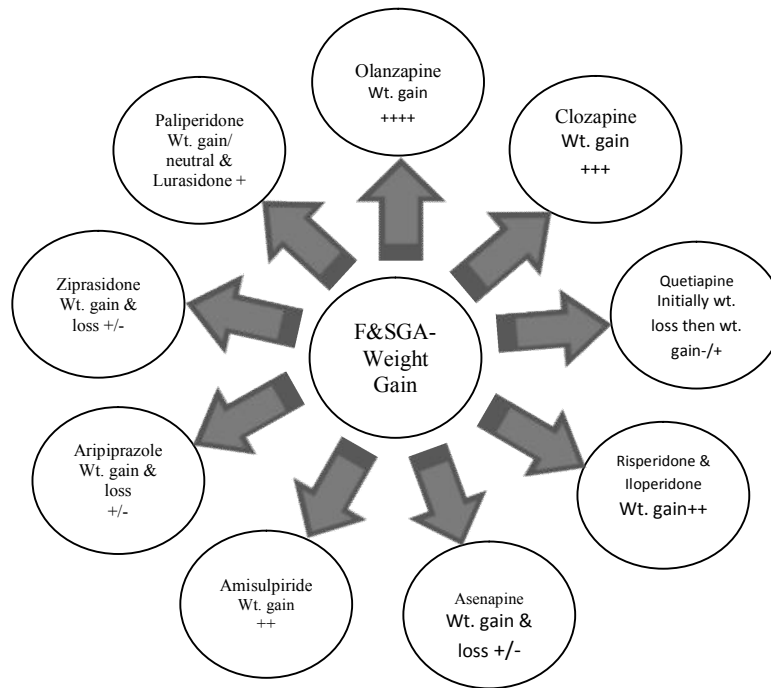 Olanzapine
Wt. gain
++++
Clozapine
Wt. gain
+++
Quetiapine
Initially wt.
loss then wt.
gain-/+
Risperidone &
Iloperidone
Wt. gain++
Asenapine
Wt. gain &
loss +/-
Amisulpiride
Wt. gain
++
Aripiprazole
Wt. gain &
loss
+/-
Ziprasidone
Wt. gain &
loss +/-
Paliperidone
Wt. gain/
neutral &
Lurasidone +
F&SGA-
Weight
Gain